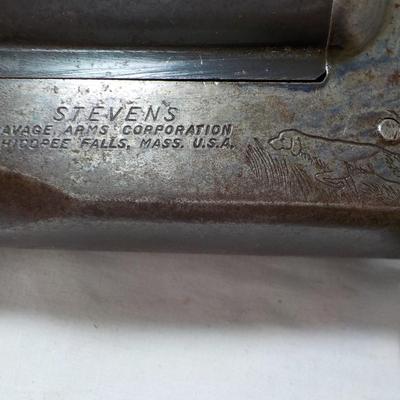 STEVENS
AVAGE ARMS CORPORATION
HICOPEE FALLS, MASS. U.S.A.